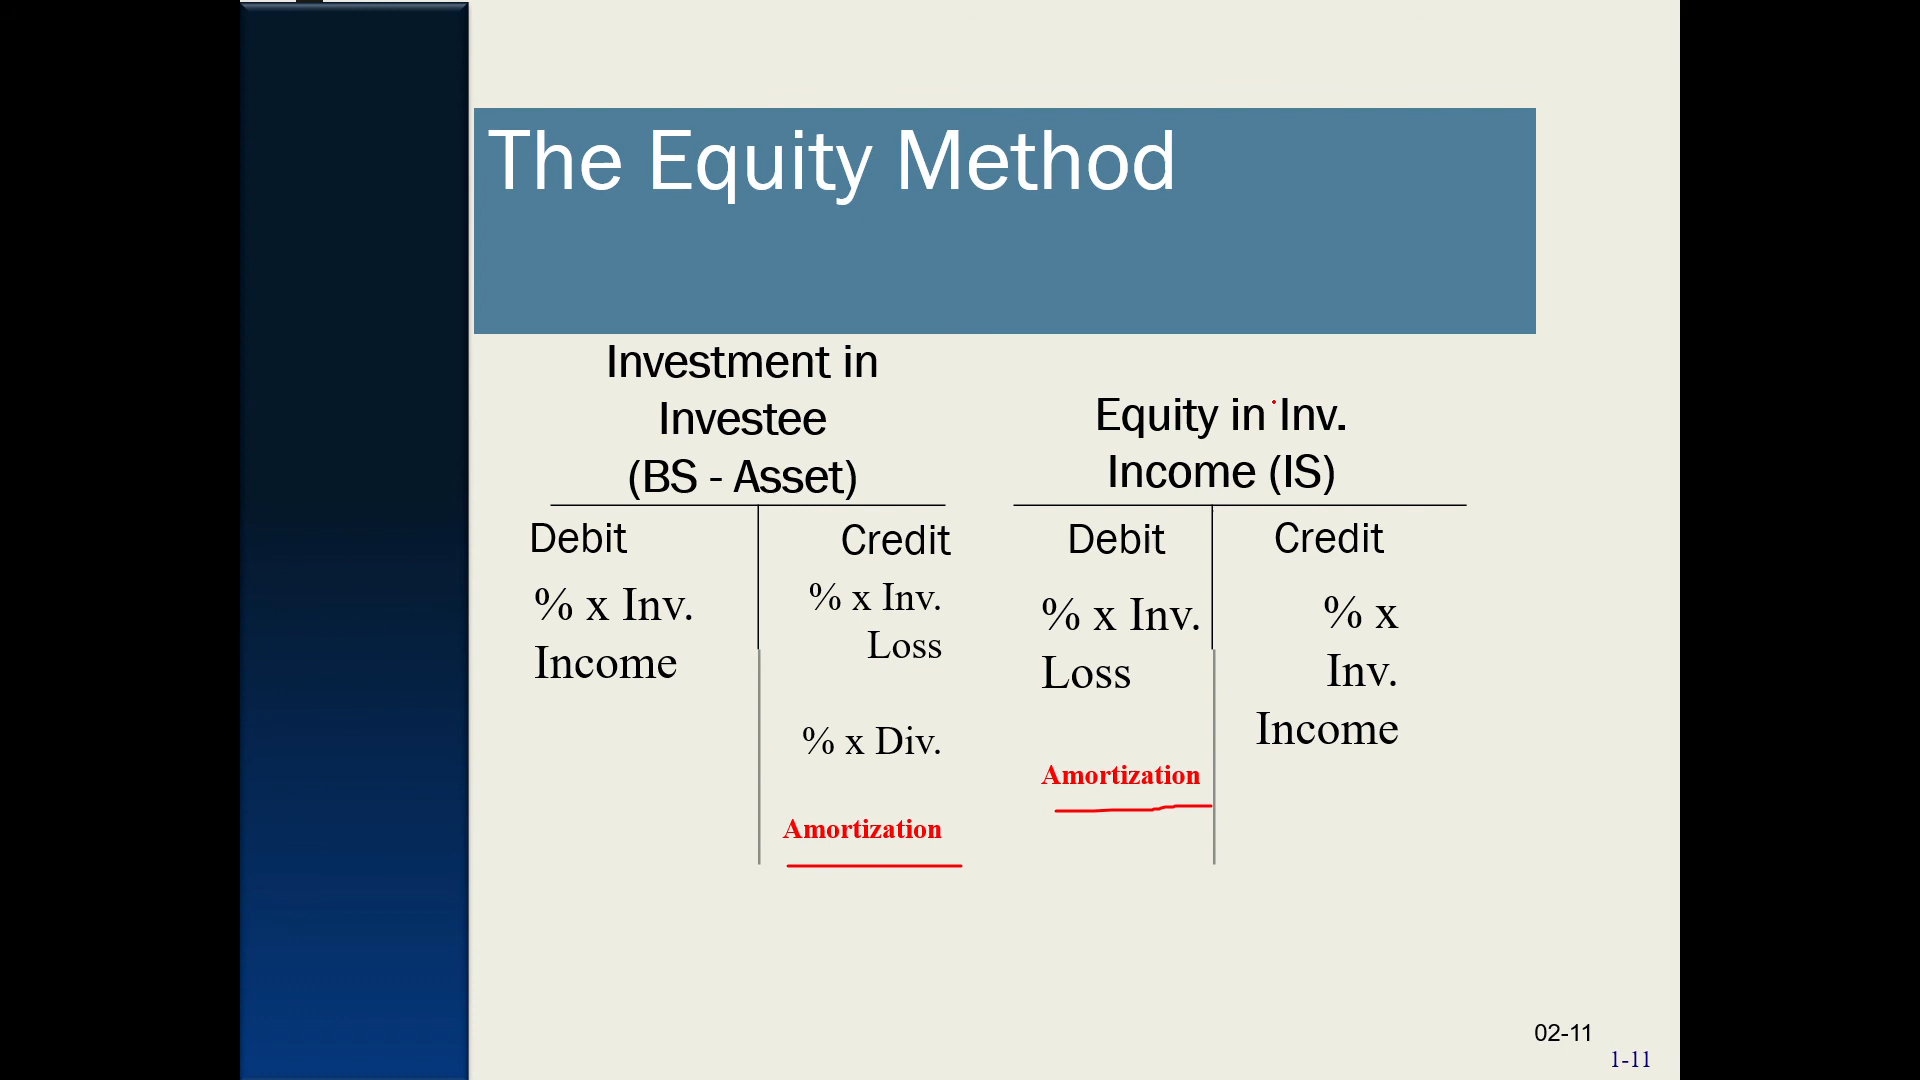 The Equity Method
Investment in
Investee
(BS - Asset)
Debit
Credit
% x Inv.
Income
% x Inv.
Loss
% x Div.
Amortization
Equity in Inv.
Income (IS)
Debit
Credit
% x Inv.
Loss
Amortization
% x
Inv.
Income
02-11
1-11